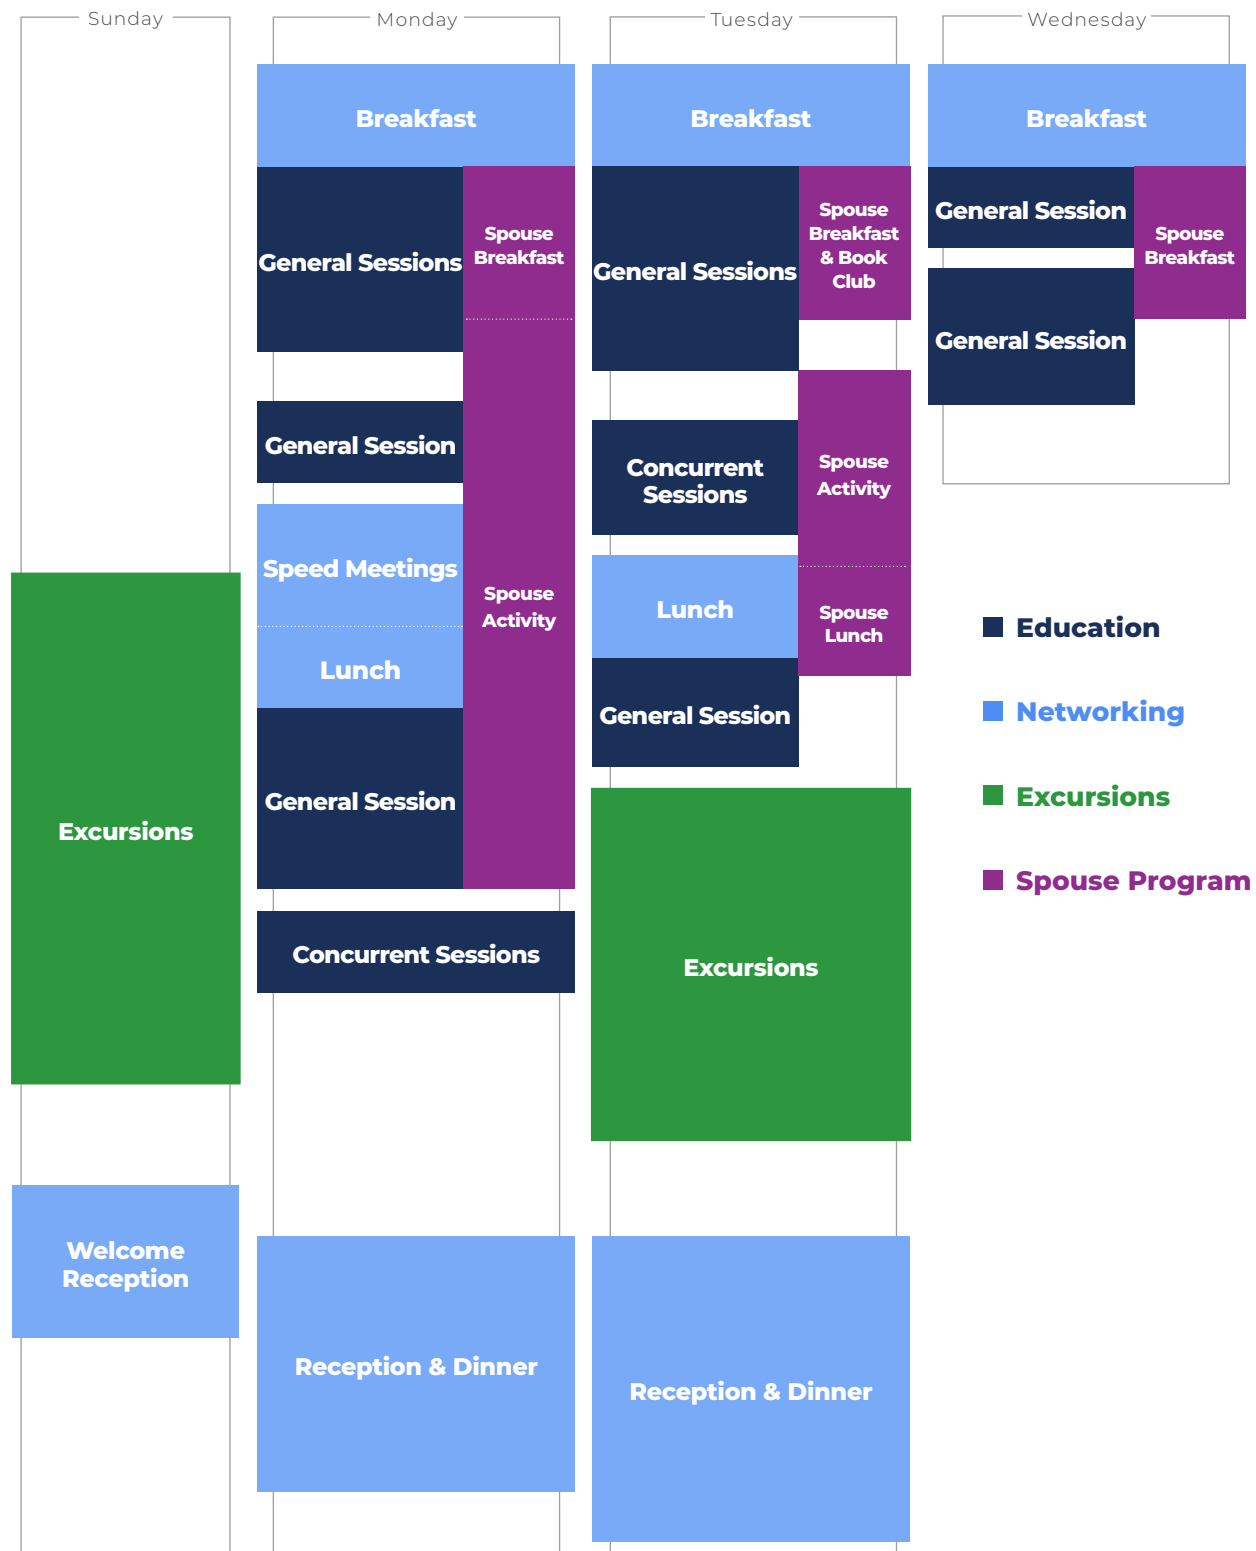 Sunday
Excursions
Welcome
Reception
Monday
Breakfast
General Sessions
Spouse
Breakfast
General Session
Speed Meetings
Spouse
Activity
Lunch
General Session
Concurrent Sessions
Reception & Dinner
Tuesday
Breakfast
General Sessions
Spouse
Breakfast
& Book
Club
Concurrent
Sessions
Spouse
Activity
Lunch
Spouse
Lunch
General Session
Excursions
Reception & Dinner
Wednesday
Breakfast
General Session
Spouse
Breakfast
General Session
Education
Networking
Excursions
Spouse Program